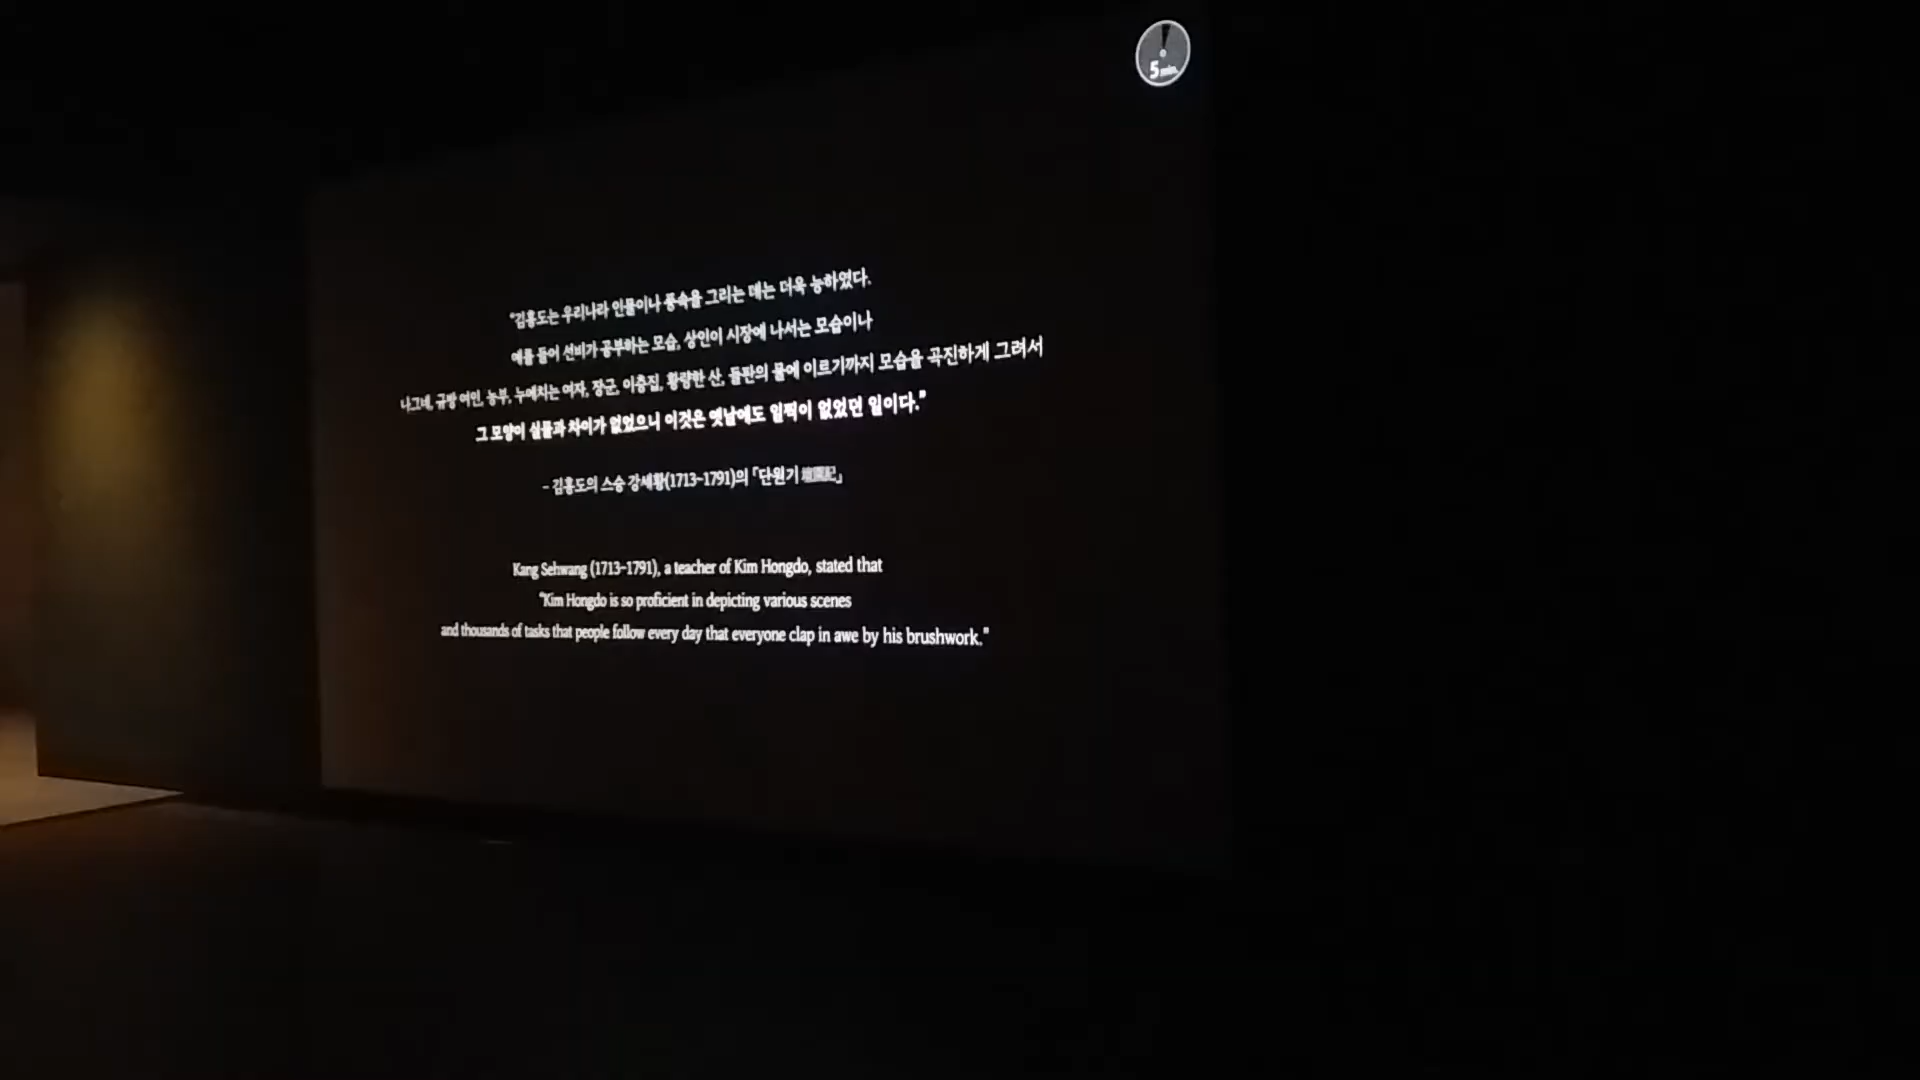 5 min.
"김홍도는 우리나라 인물이나 풍속을 그리는 데는 더욱 능하였다.
예를 들어 선비가 공부하는 모습, 상인이 시장에 나서는 모습이나
나그네, 규방 여인, 농부, 누에치는 여자, 장군, 이층집, 황량한 산, 들판의 물에 이르기까지 모습을 곡진하게 그려서
그 모양이 실물과 차이가 없었으니 이것은 옛날에도 일찍이 없었던 일이다."
– 김홍도의 스승 강세황(1713~1791)의 「단원기」
Kang Sehwang (1713~1791), a teacher of Kim Hongdo, stated that
"Kim Hongdo is so proficient in depicting various scenes
and thousands of tasks that people follow every day that everyone clap in awe by his brushwork."